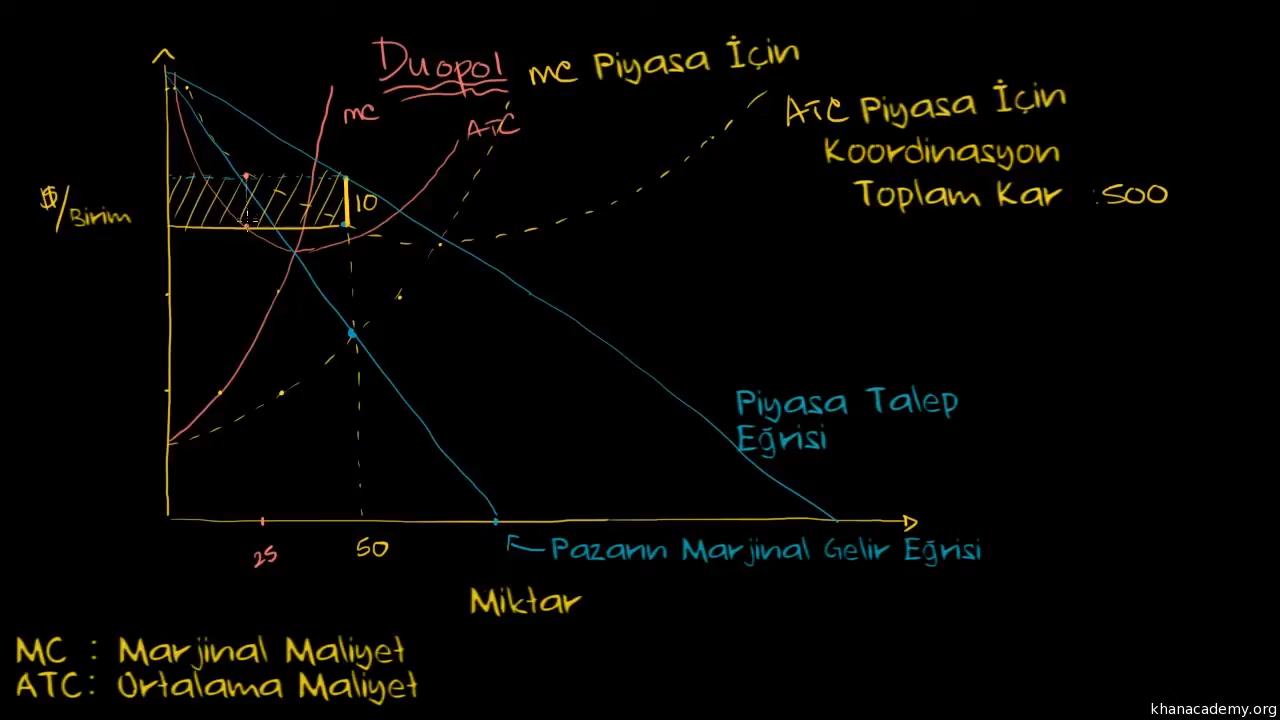 Duopol
MC Piyasa İçin
MC
ATC
ATC Piyasa İçin
Koordinasyon
Toplam Kar : 500
$/Birim
10
Piyasa Talep
Eğrisi
25
50
Pazarın Marjinal Gelir Eğrisi
Miktar
MC : Marjinal Maliyet
ATC: Ortalama Maliyet
khanacademy.org